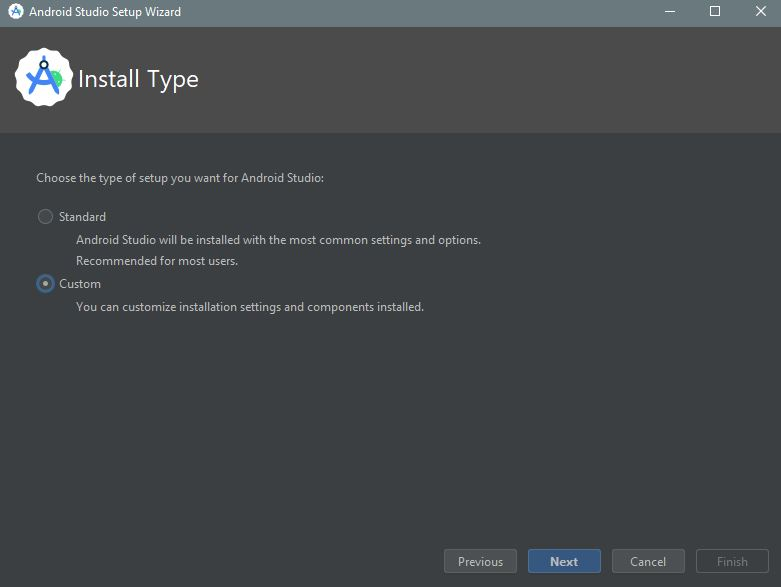 Android Studio Setup Wizard
Install Type
Choose the type of setup you want for Android Studio:
Standard
Android Studio will be installed with the most common settings and options.
Recommended for most users.
Custom
You can customize installation settings and components installed.
Previous Next Cancel Finish